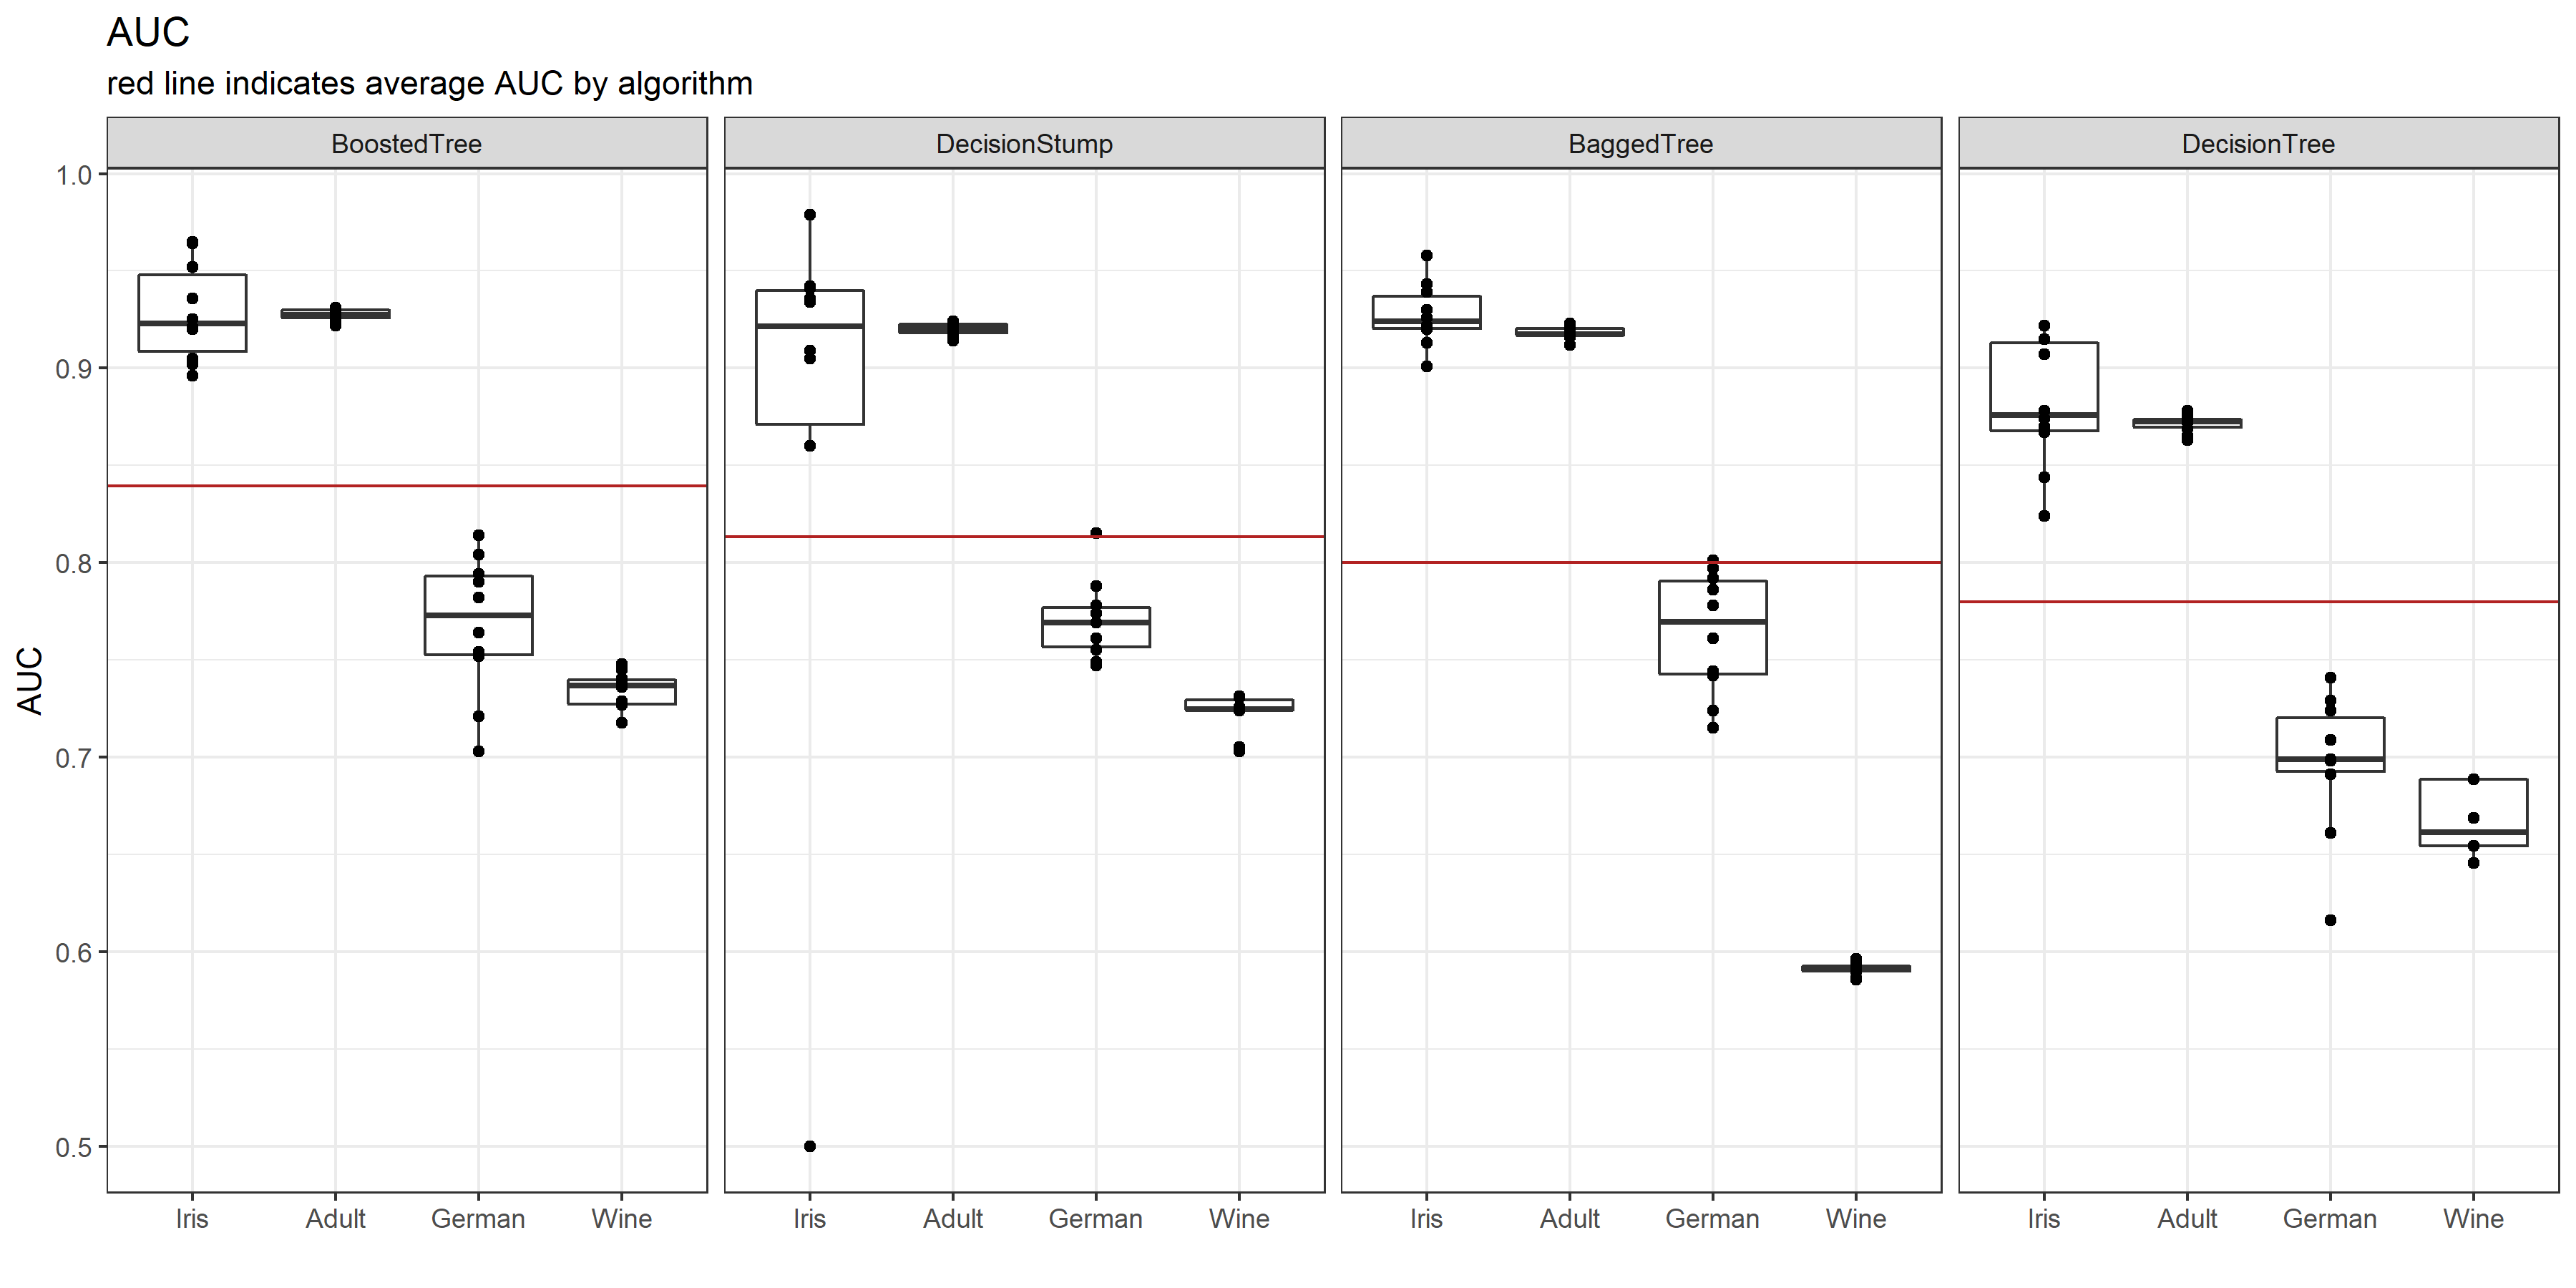 AUC
red line indicates average AUC by algorithm
BoostedTree DecisionStump BaggedTree DecisionTree
1.0
0.9
0.8
0.7
0.6
0.5
AUC
Iris Adult German Wine Iris Adult German Wine Iris Adult German Wine Iris Adult German Wine